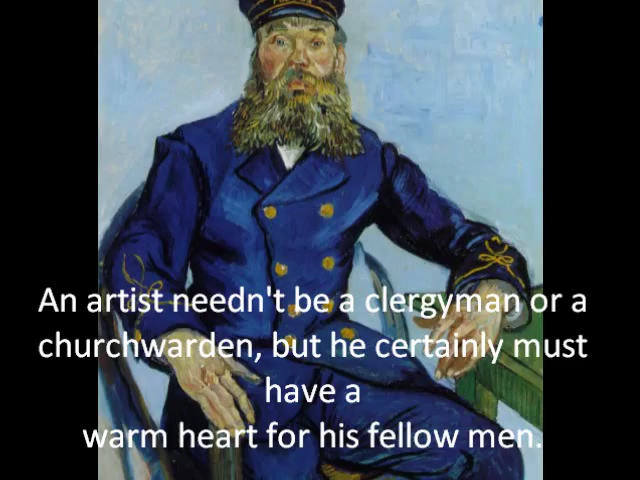 An artist needn't be a clergyman or a
churchwarden, but he certainly must
have a
warm heart for his fellow men.